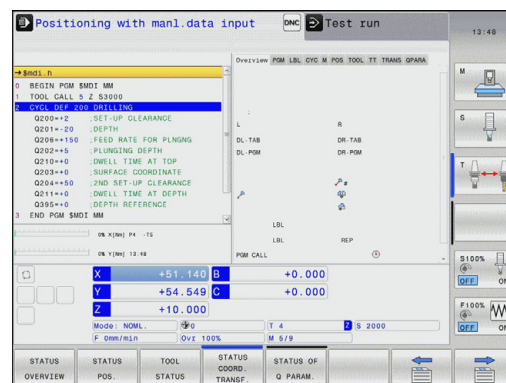 Positioning with manl.data input
DNC
Test run
13:48
Overview PGM LBL CYC M POS TOOL TT TRANS QPARA
→$mdi.h
0 BEGIN PGM $MDI MM
1 TOOL CALL 5 Z S3000
2 CYCL DEF 200 DRILLING
Q200=+2 ;SET-UP CLEARANCE
Q201=-20 ;DEPTH
Q206=+150 ;FEED RATE FOR PLNGNG
Q202=+5 ;PLUNGING DEPTH
Q210=+0 ;DWELL TIME AT TOP
Q203=+0 ;SURFACE COORDINATE
Q204=+50 ;2ND SET-UP CLEARANCE
Q211=+0 ;DWELL TIME AT DEPTH
Q395=+0 ;DEPTH REFERENCE
3 END PGM $MDI MM
:
L R
DL-TAB DR-TAB
DL-PGM DR-PGM
LBL
LBL REP
PGM CALL
0% X[Nm] P4 -T5
0% Y[Nm] 13:48
X +51.140 B +0.000
Y +54.549 C +0.000
Z +10.000
Mode: NOML. 0 T 4 Z S 2000
F 0mm/min Ovr 100% M 5/9
M
S
T
S100%
OFF ON
F100%
OFF ON
STATUS OVERVIEW
STATUS POS.
TOOL STATUS
STATUS COORD. TRANSF.
STATUS OF Q PARAM.